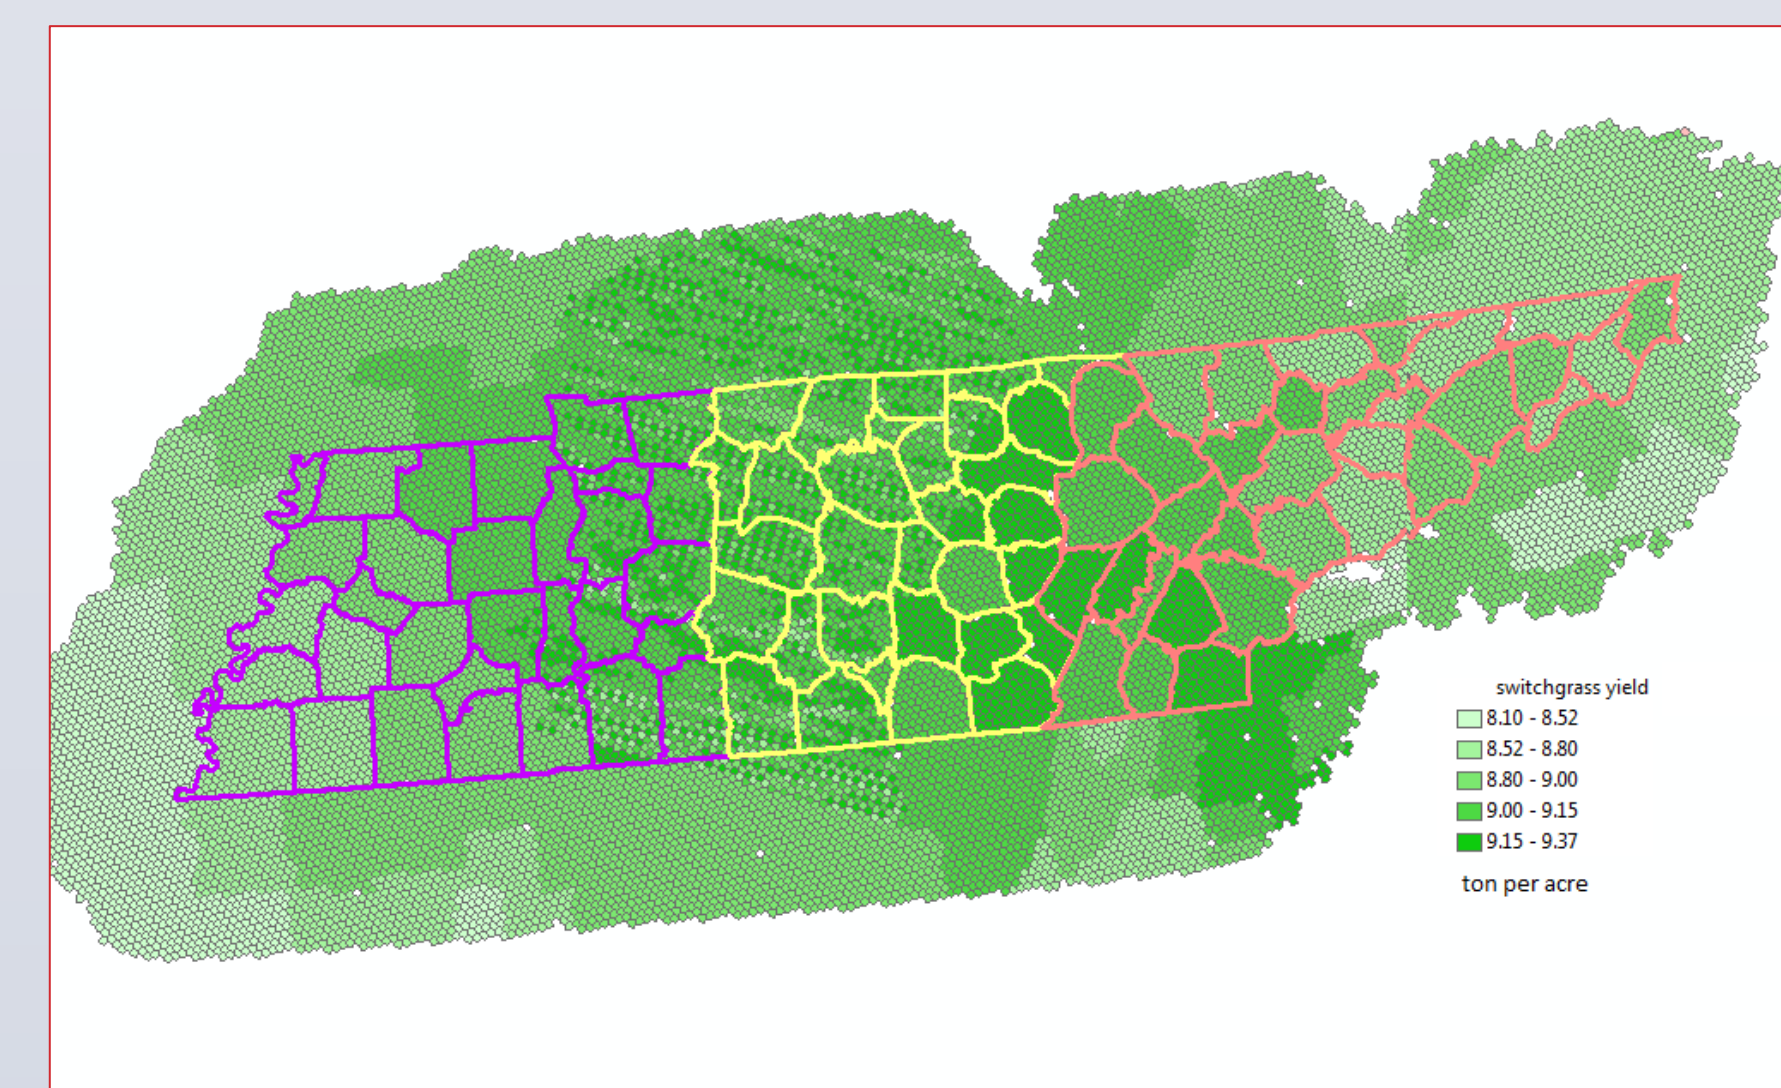 switchgrass yield
8.10 - 8.52
8.52 - 8.80
8.80 - 9.00
9.00 - 9.15
9.15 - 9.37
ton per acre